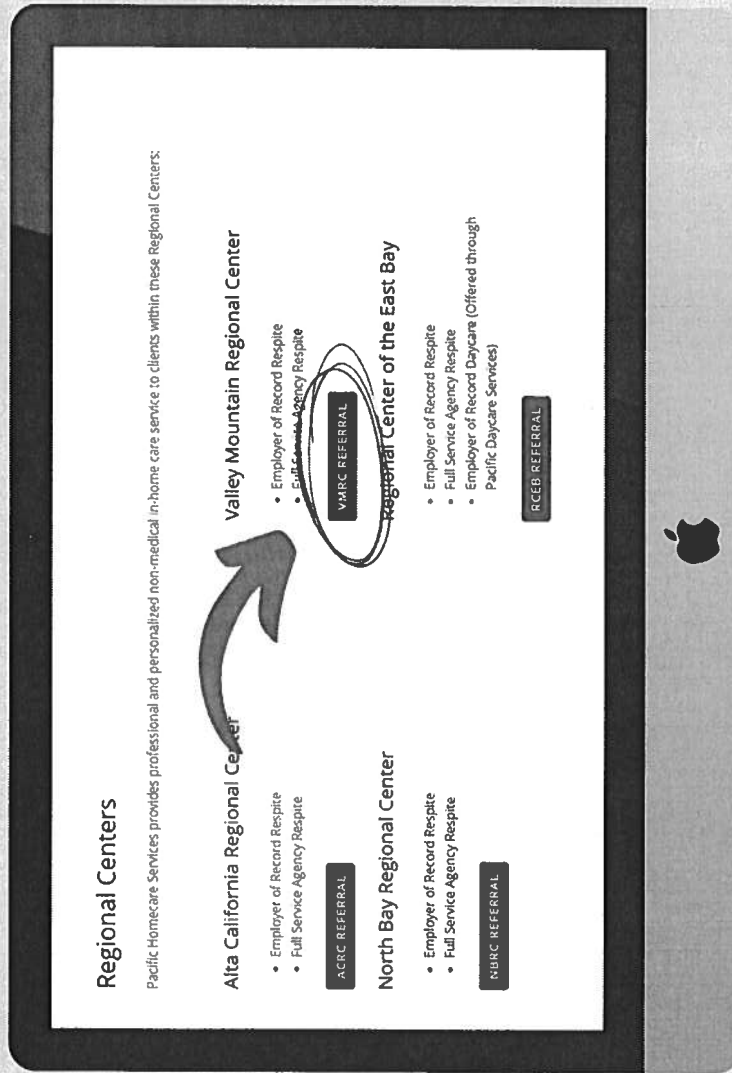 Regional Centers
Pacific Homecare Services provides professional and personalized non-medical in-home care service to clients within these Regional Centers:
Alta California Regional Center
• Employer of Record Respite
• Full Service Agency Respite
ACRC REFERRAL
Valley Mountain Regional Center
• Employer of Record Respite
• Full Service Agency Respite
VMRC REFERRAL
North Bay Regional Center
• Employer of Record Respite
• Full Service Agency Respite
NBRC REFERRAL
Regional Center of the East Bay
• Employer of Record Respite
• Full Service Agency Respite
• Employer of Record Daycare (Offered through
Pacific Daycare Services)
RCEB REFERRAL